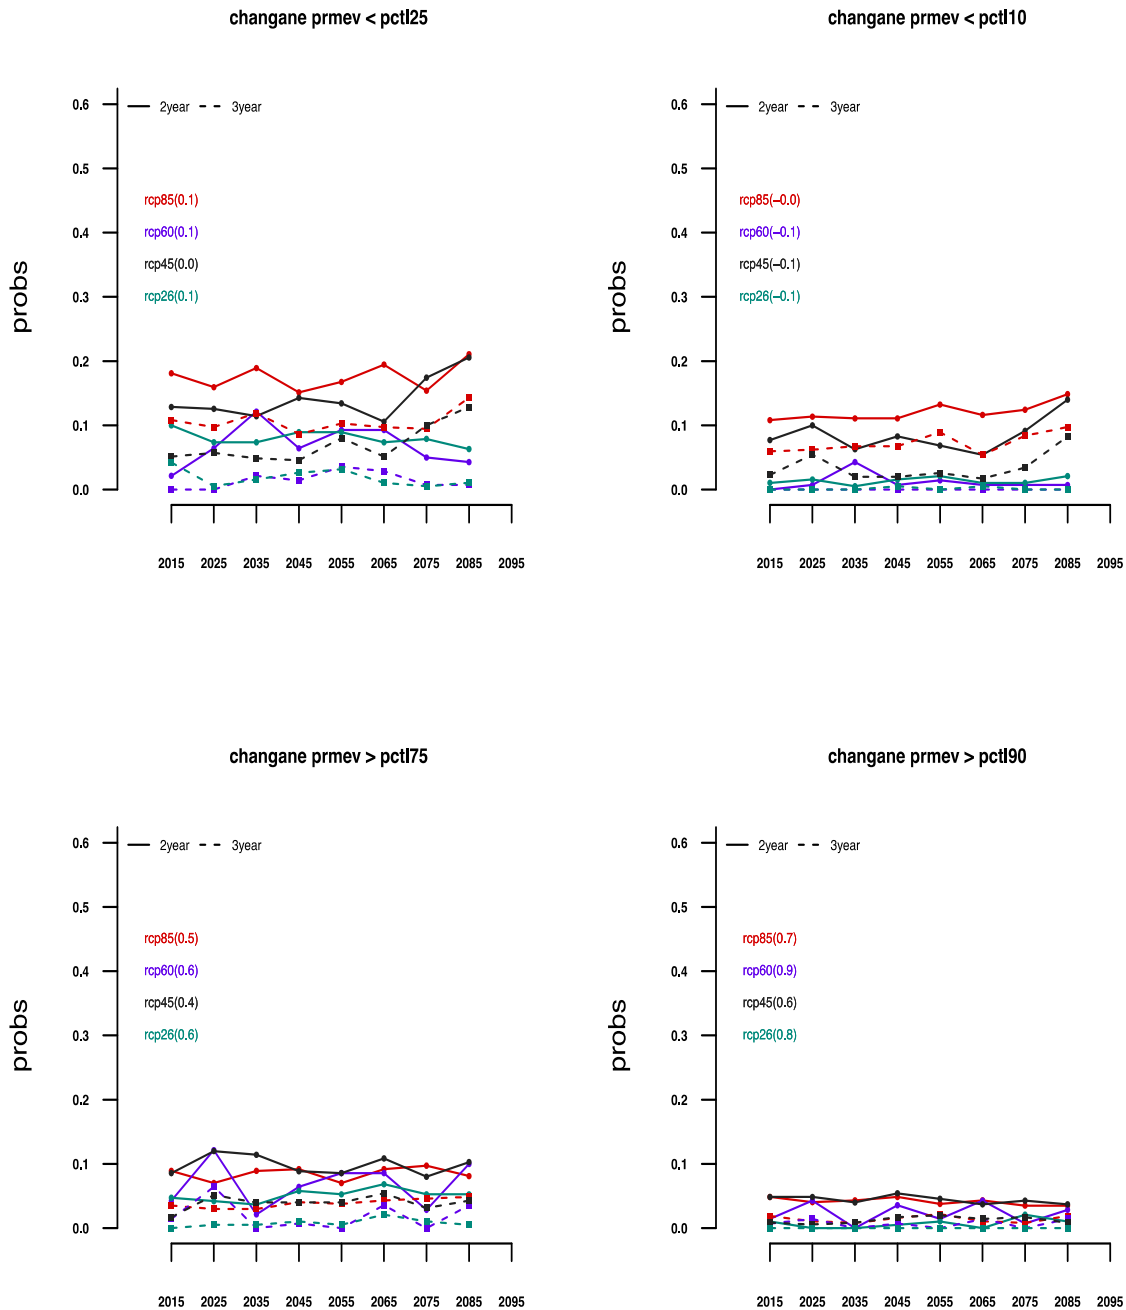 changane prmev < pctl25
probs
0.6
0.5
0.4
0.3
0.2
0.1
0.0
2year
3year
rcp85(0.1)
rcp60(0.1)
rcp45(0.0)
rcp26(0.1)
2015 2025 2035 2045 2055 2065 2075 2085 2095
changane prmev < pctl10
probs
0.6
0.5
0.4
0.3
0.2
0.1
0.0
2year
3year
rcp85(−0.0)
rcp60(−0.1)
rcp45(−0.1)
rcp26(−0.1)
2015 2025 2035 2045 2055 2065 2075 2085 2095
changane prmev > pctl75
probs
0.6
0.5
0.4
0.3
0.2
0.1
0.0
2year
3year
rcp85(0.5)
rcp60(0.6)
rcp45(0.4)
rcp26(0.6)
2015 2025 2035 2045 2055 2065 2075 2085 2095
changane prmev > pctl90
probs
0.6
0.5
0.4
0.3
0.2
0.1
0.0
2year
3year
rcp85(0.7)
rcp60(0.9)
rcp45(0.6)
rcp26(0.8)
2015 2025 2035 2045 2055 2065 2075 2085 2095